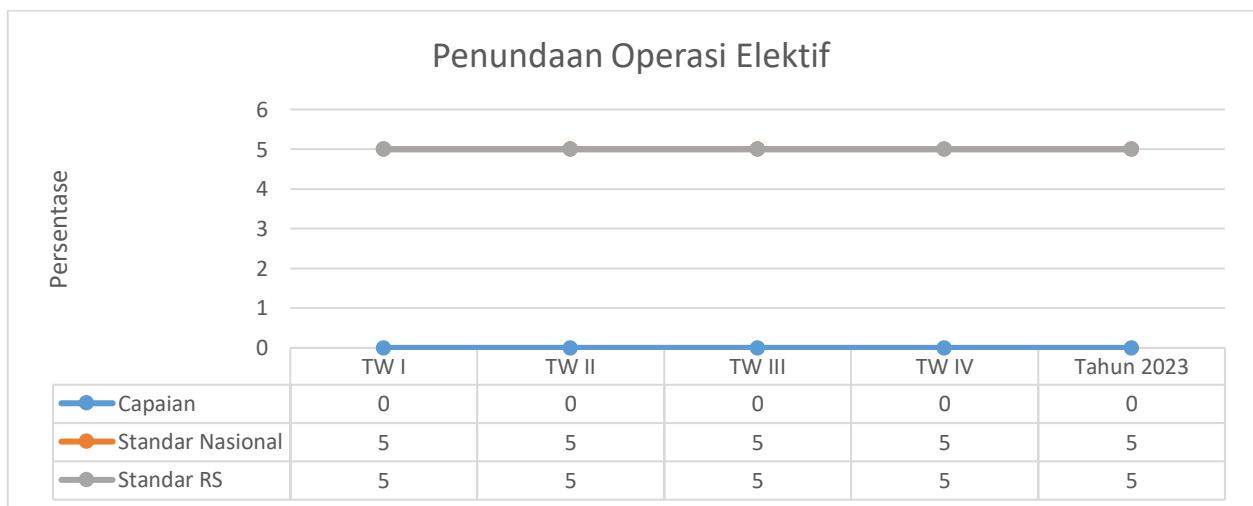 Penundaan Operasi Elektif
Persentase
6
5
4
3
2
1
0
TW I TW II TW III TW IV Tahun 2023
Capaian 0 0 0 0 0
Standar Nasional 5 5 5 5 5
Standar RS 5 5 5 5 5